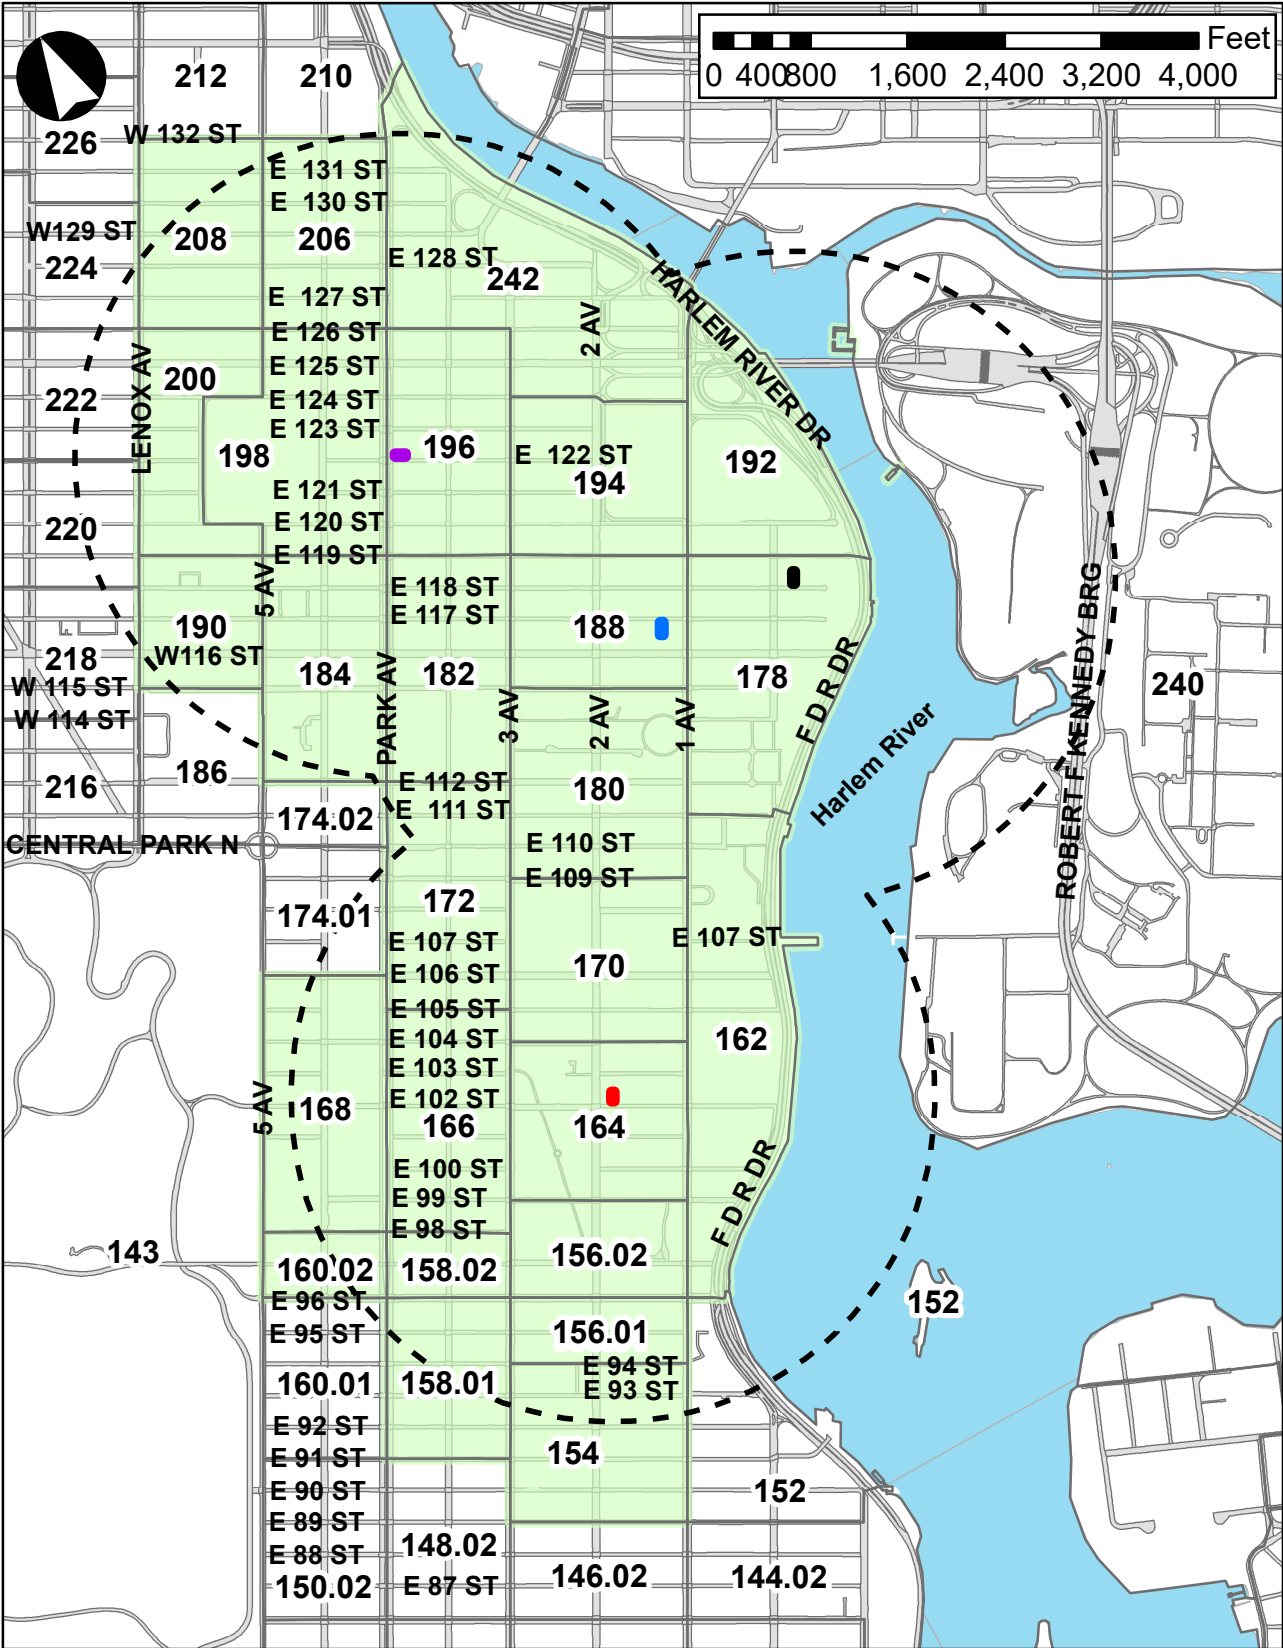 Feet
0 400 800 1,600 2,400 3,200 4,000
212
210
226
W 132 ST
E 131 ST
E 130 ST
W129 ST
208
206
224
E 128 ST
242
E 127 ST
HARLEM RIVER DR
E 126 ST
2 AV
E 125 ST
200
LENOX AV
222
E 124 ST
E 123 ST
198
196
E 122 ST
194
192
E 121 ST
E 120 ST
220
E 119 ST
5 AV
E 118 ST
E 117 ST
190
188
W116 ST
218
184
182
178
W 115 ST
W 114 ST
PARK AV
3 AV
2 AV
1 AV
F D R DR
240
ROBERT F KENNEDY BRG
Harlem River
186
216
E 112 ST
180
E 111 ST
174.02
CENTRAL PARK N
E 110 ST
E 109 ST
172
174.01
E 107 ST
E 107 ST
170
E 106 ST
E 105 ST
E 104 ST
162
E 103 ST
E 102 ST
5 AV
168
166
164
E 100 ST
E 99 ST
F D R DR
E 98 ST
143
160.02
158.02
156.02
E 96 ST
152
E 95 ST
156.01
E 94 ST
160.01
158.01
E 93 ST
E 92 ST
E 91 ST
154
E 90 ST
152
E 89 ST
148.02
E 88 ST
150.02
E 87 ST
146.02
144.02